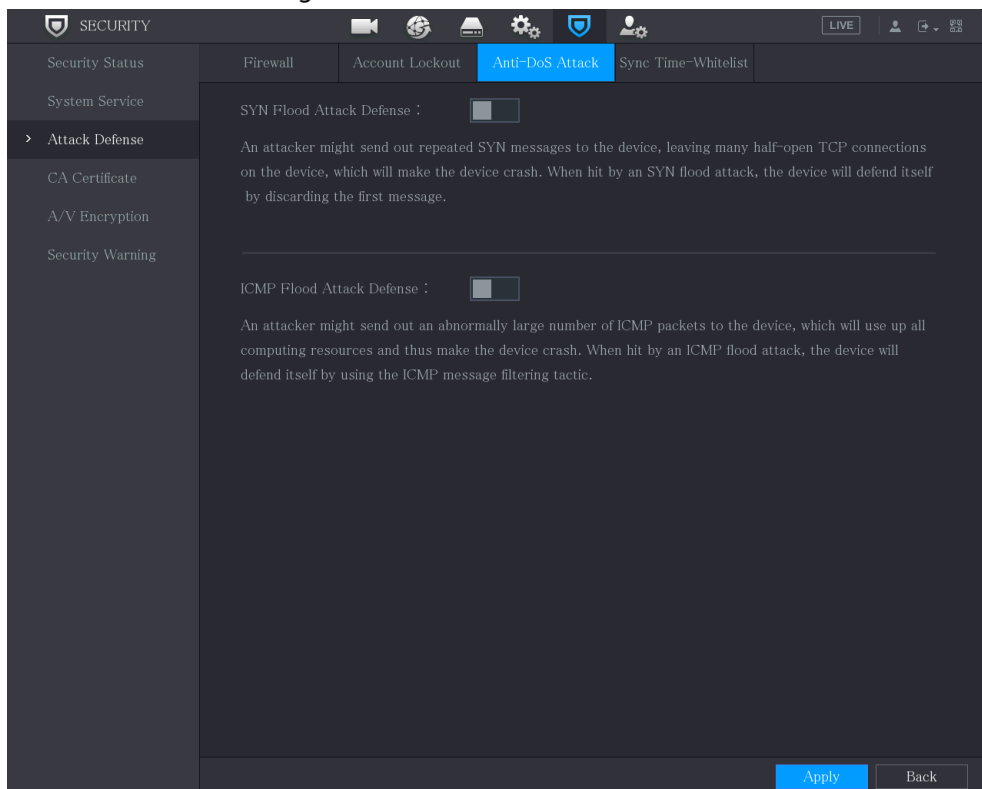 SECURITY
LIVE
Security Status
System Service
Attack Defense
CA Certificate
A/V Encryption
Security Warning
Firewall
Account Lockout
Anti-DoS Attack
Sync Time-Whitelist
SYN Flood Attack Defense :
An attacker might send out repeated SYN messages to the device, leaving many half-open TCP connections
on the device, which will make the device crash. When hit by an SYN flood attack, the device will defend itself
by discarding the first message.
ICMP Flood Attack Defense :
An attacker might send out an abnormally large number of ICMP packets to the device, which will use up all
computing resources and thus make the device crash. When hit by an ICMP flood attack, the device will
defend itself by using the ICMP message filtering tactic.
Apply
Back